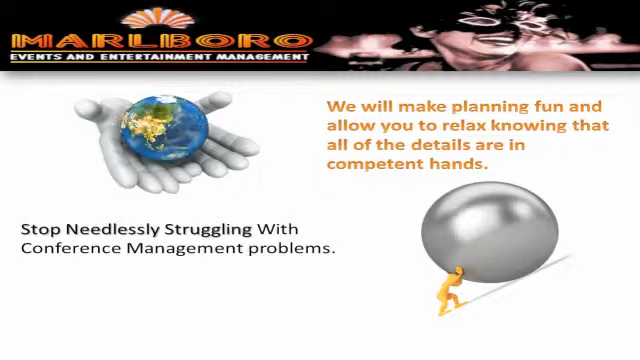 MARLBORO
EVENTS AND ENTERTAINMENT MANAGEMENT
We will make planning fun and
allow you to relax knowing that
all of the details are in
competent hands.
Stop Needlessly Struggling With
Conference Management problems.